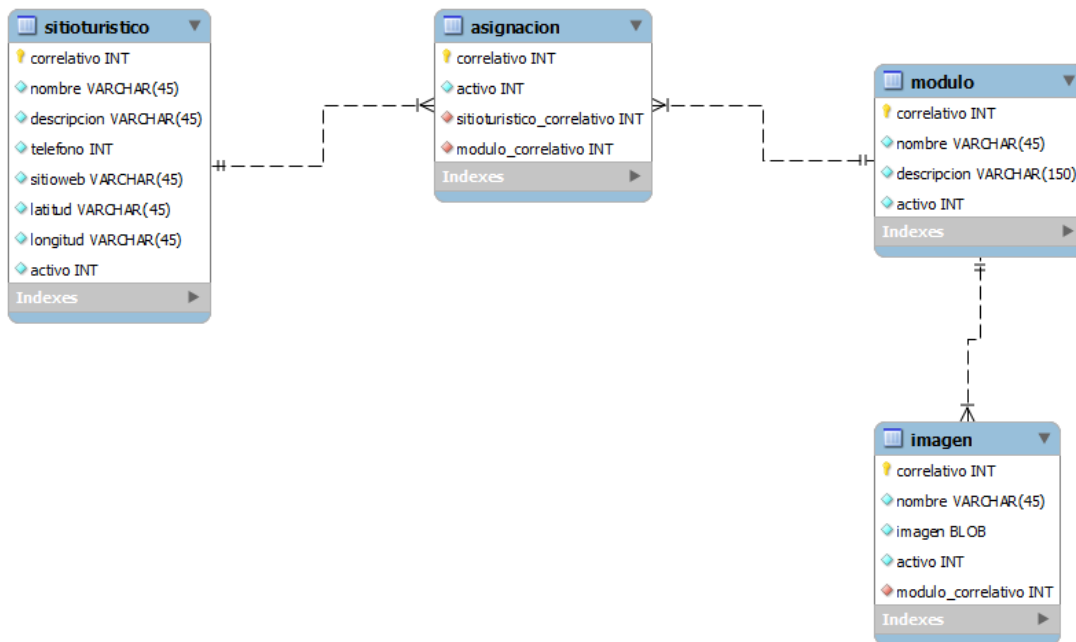 sitioturistico
correlativo INT
nombre VARCHAR(45)
descripcion VARCHAR(45)
telefono INT
sitioweb VARCHAR(45)
latitud VARCHAR(45)
longitud VARCHAR(45)
activo INT
Indexes
asignacion
correlativo INT
activo INT
sitioturistico_correlativo INT
modulo_correlativo INT
Indexes
modulo
correlativo INT
nombre VARCHAR(45)
descripcion VARCHAR(150)
activo INT
Indexes
imagen
correlativo INT
nombre VARCHAR(45)
imagen BLOB
activo INT
modulo_correlativo INT
Indexes